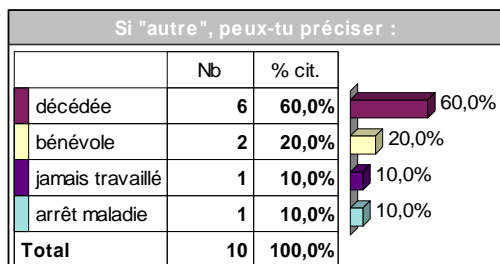 Si "autre", peux-tu préciser :
Nb % cit.
décédée 6 60,0% 60,0%
bénévole 2 20,0% 20,0%
jamais travaillé 1 10,0% 10,0%
arrêt maladie 1 10,0% 10,0%
Total 10 100,0%